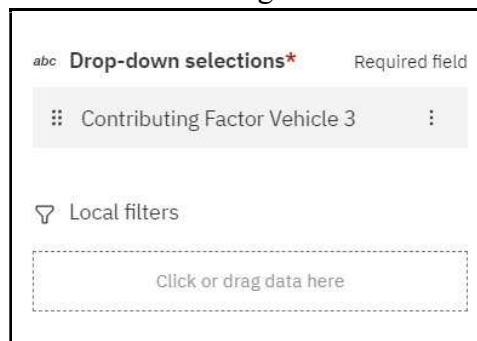 abc Drop-down selections* Required field
Contributing Factor Vehicle 3
Local filters
Click or drag data here